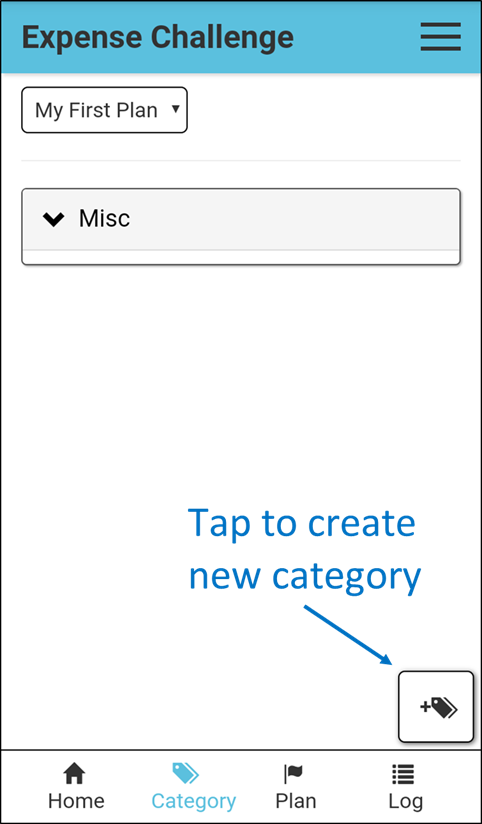 Expense Challenge
My First Plan
Misc
Tap to create
new category
+
Home Category Plan Log